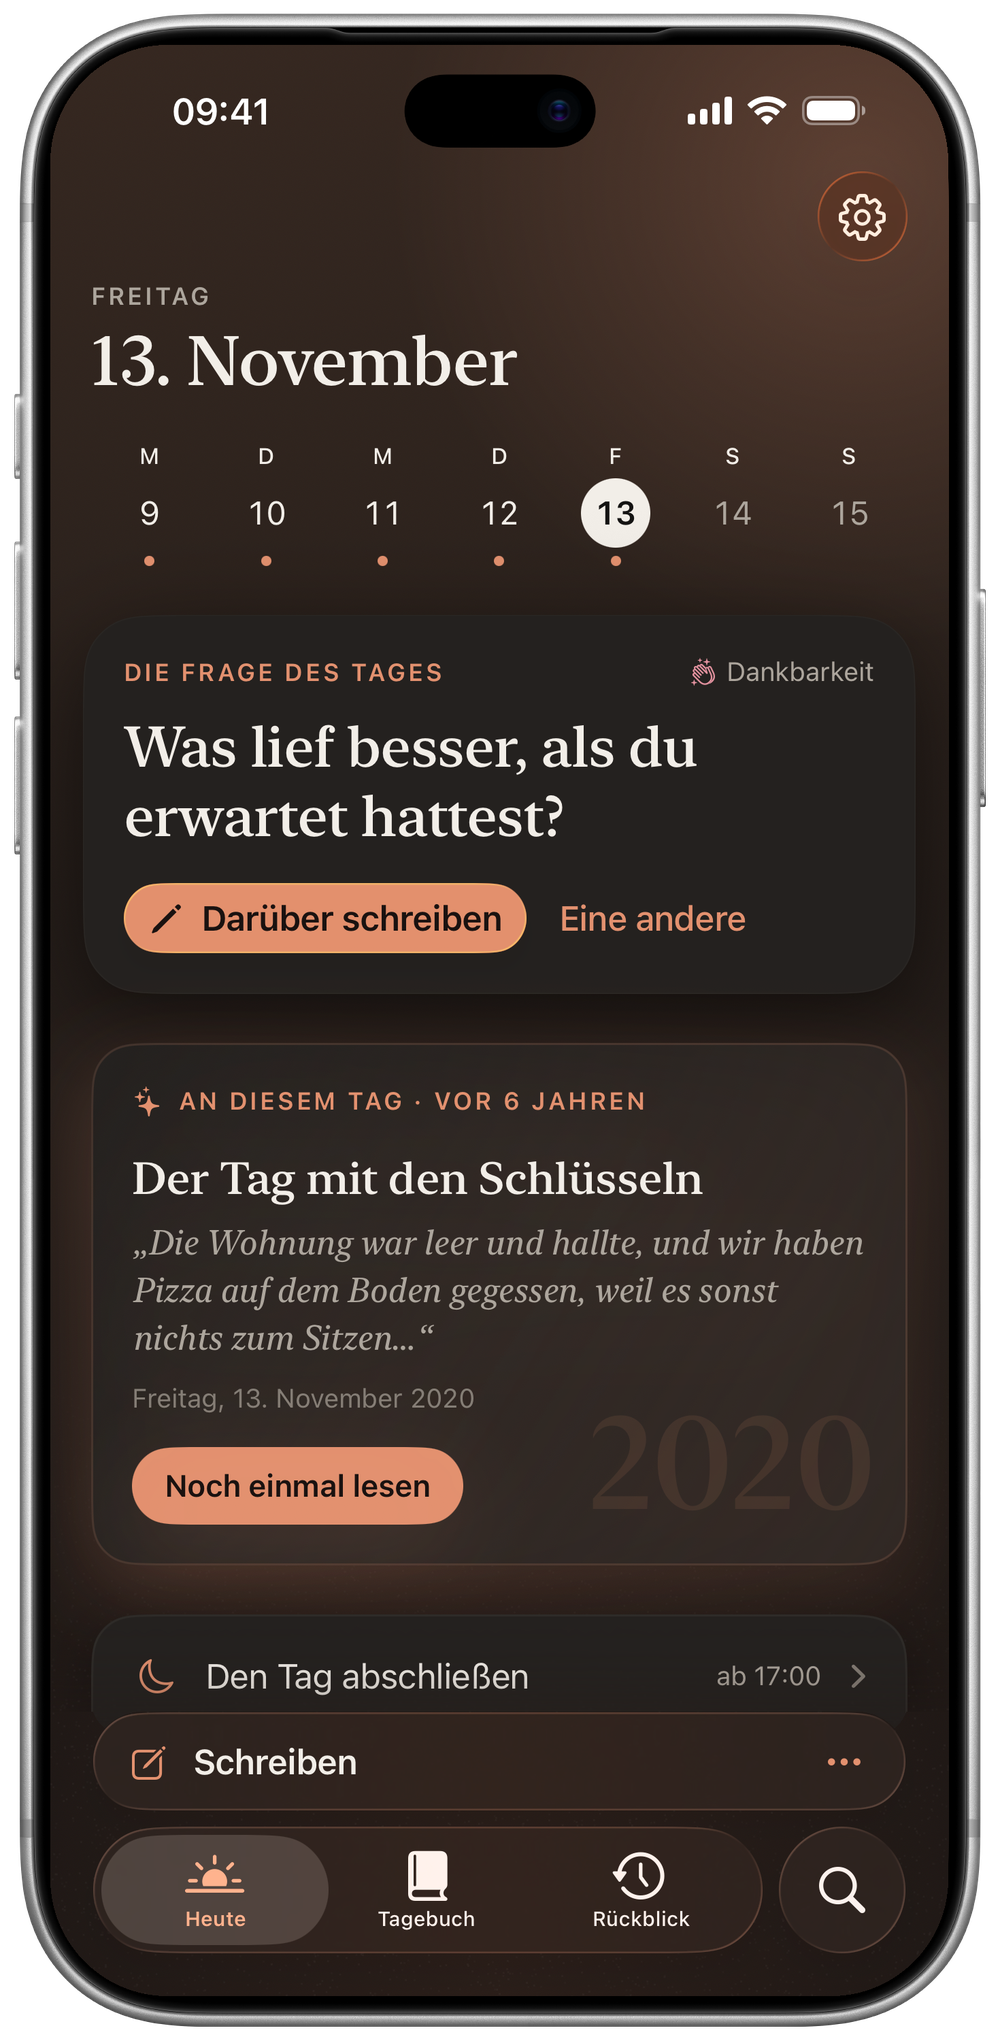 09:41
FREITAG
13. November
M D M D F S S
9 10 11 12 13 14 15
DIE FRAGE DES TAGES
Dankbarkeit
Was lief besser, als du
erwartet hattest?
Darüber schreiben
Eine andere
AN DIESEM TAG · VOR 6 JAHREN
Der Tag mit den Schlüsseln
„Die Wohnung war leer und hallte, und wir haben
Pizza auf dem Boden gegessen, weil es sonst
nichts zum Sitzen...“
Freitag, 13. November 2020
2020
Noch einmal lesen
Den Tag abschließen
ab 17:00
Schreiben
Heute
Tagebuch
Rückblick